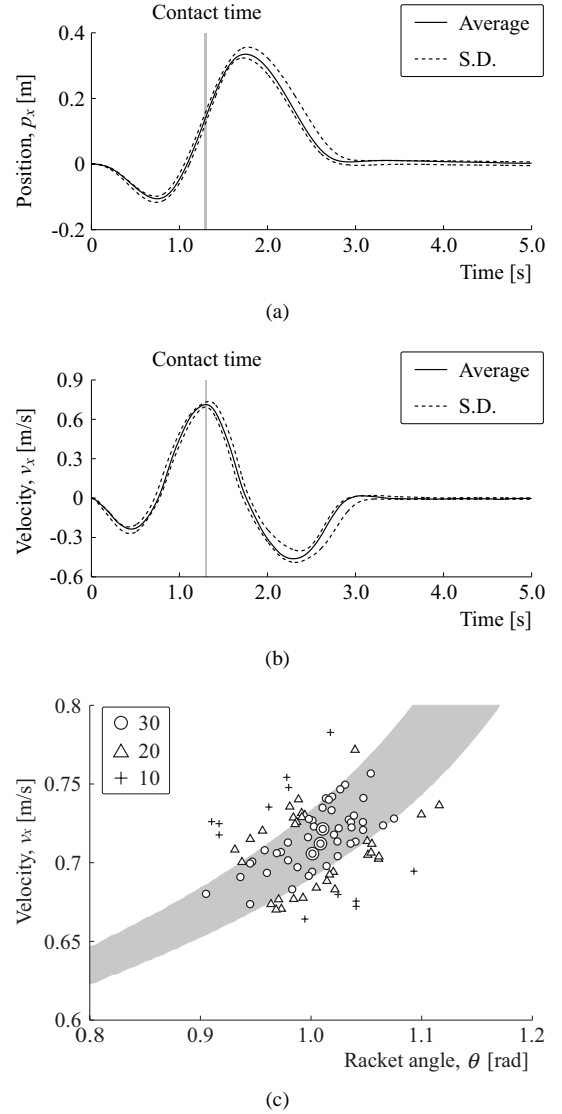 Contact time
0.4
0.2
0
-0.2
Position, pₓ [m]
Average
S.D.
0 1.0 2.0 3.0 4.0 5.0
Time [s]
(a)
Contact time
0.9
0.6
0.3
0
-0.3
-0.6
Velocity, vₓ [m/s]
Average
S.D.
0 1.0 2.0 3.0 4.0 5.0
Time [s]
(b)
0.8
0.75
0.7
0.65
0.6
Velocity, vₓ [m/s]
30
20
10
0.8 0.9 1.0 1.1 1.2
Racket angle, θ [rad]
(c)